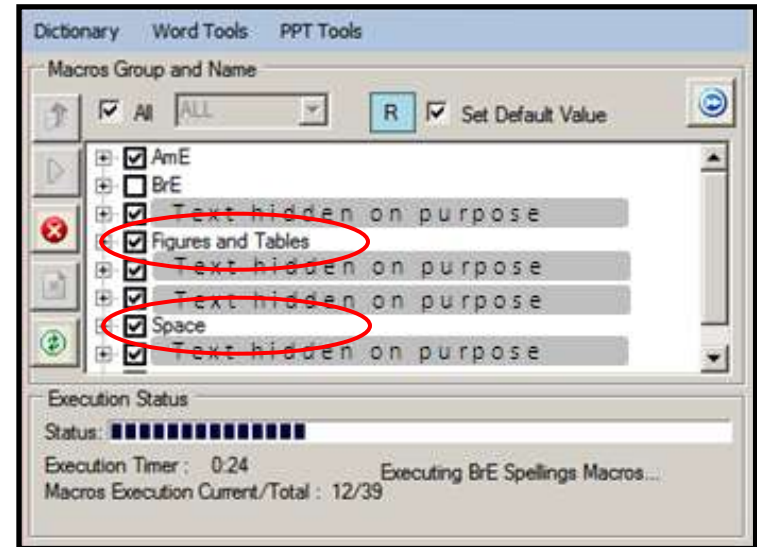 Dictionary Word Tools PPT Tools
Macros Group and Name
All ALL R Set Default Value
AmE
BrE
Text hidden on purpose
Figures and Tables
Text hidden on purpose
Text hidden on purpose
Space
Text hidden on purpose
Execution Status
Status:
Execution Timer : 0:24 Executing BrE Spellings Macros...
Macros Execution Current/Total : 12/39